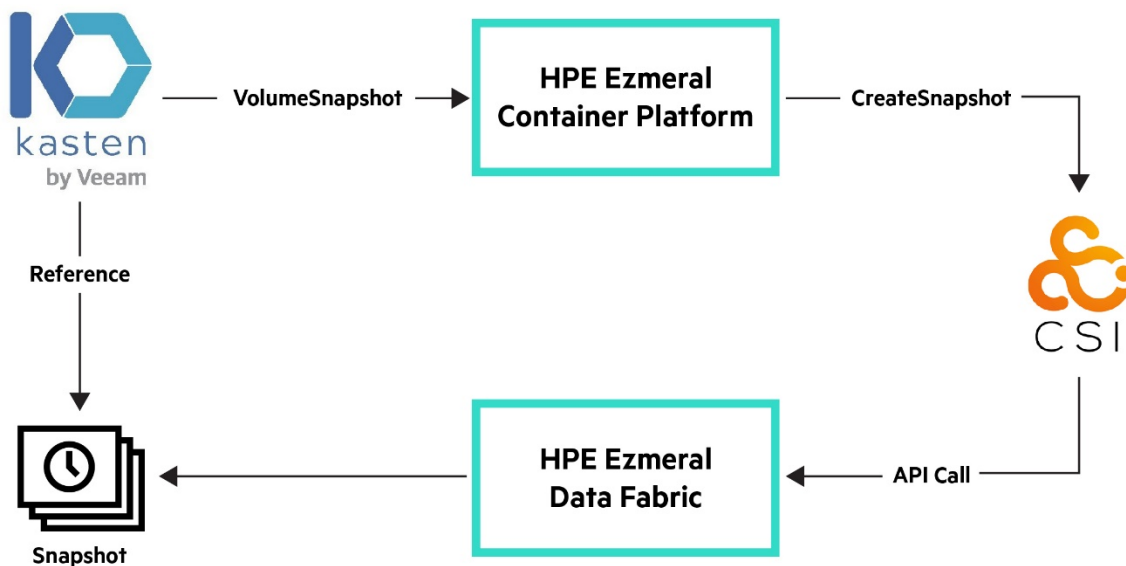 kasten
by Veeam
VolumeSnapshot
HPE Ezmeral
Container Platform
CreateSnapshot
Reference
CSI
HPE Ezmeral
Data Fabric
API Call
Snapshot